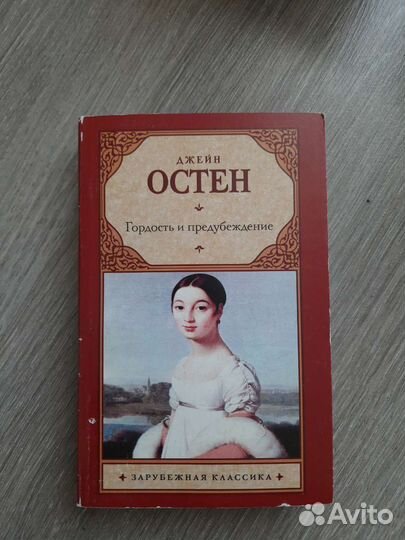 ДЖЕЙН
ОСТЕН
Гордость и предубеждение
ЗАРУБЕЖНАЯ КЛАССИКА
Avito